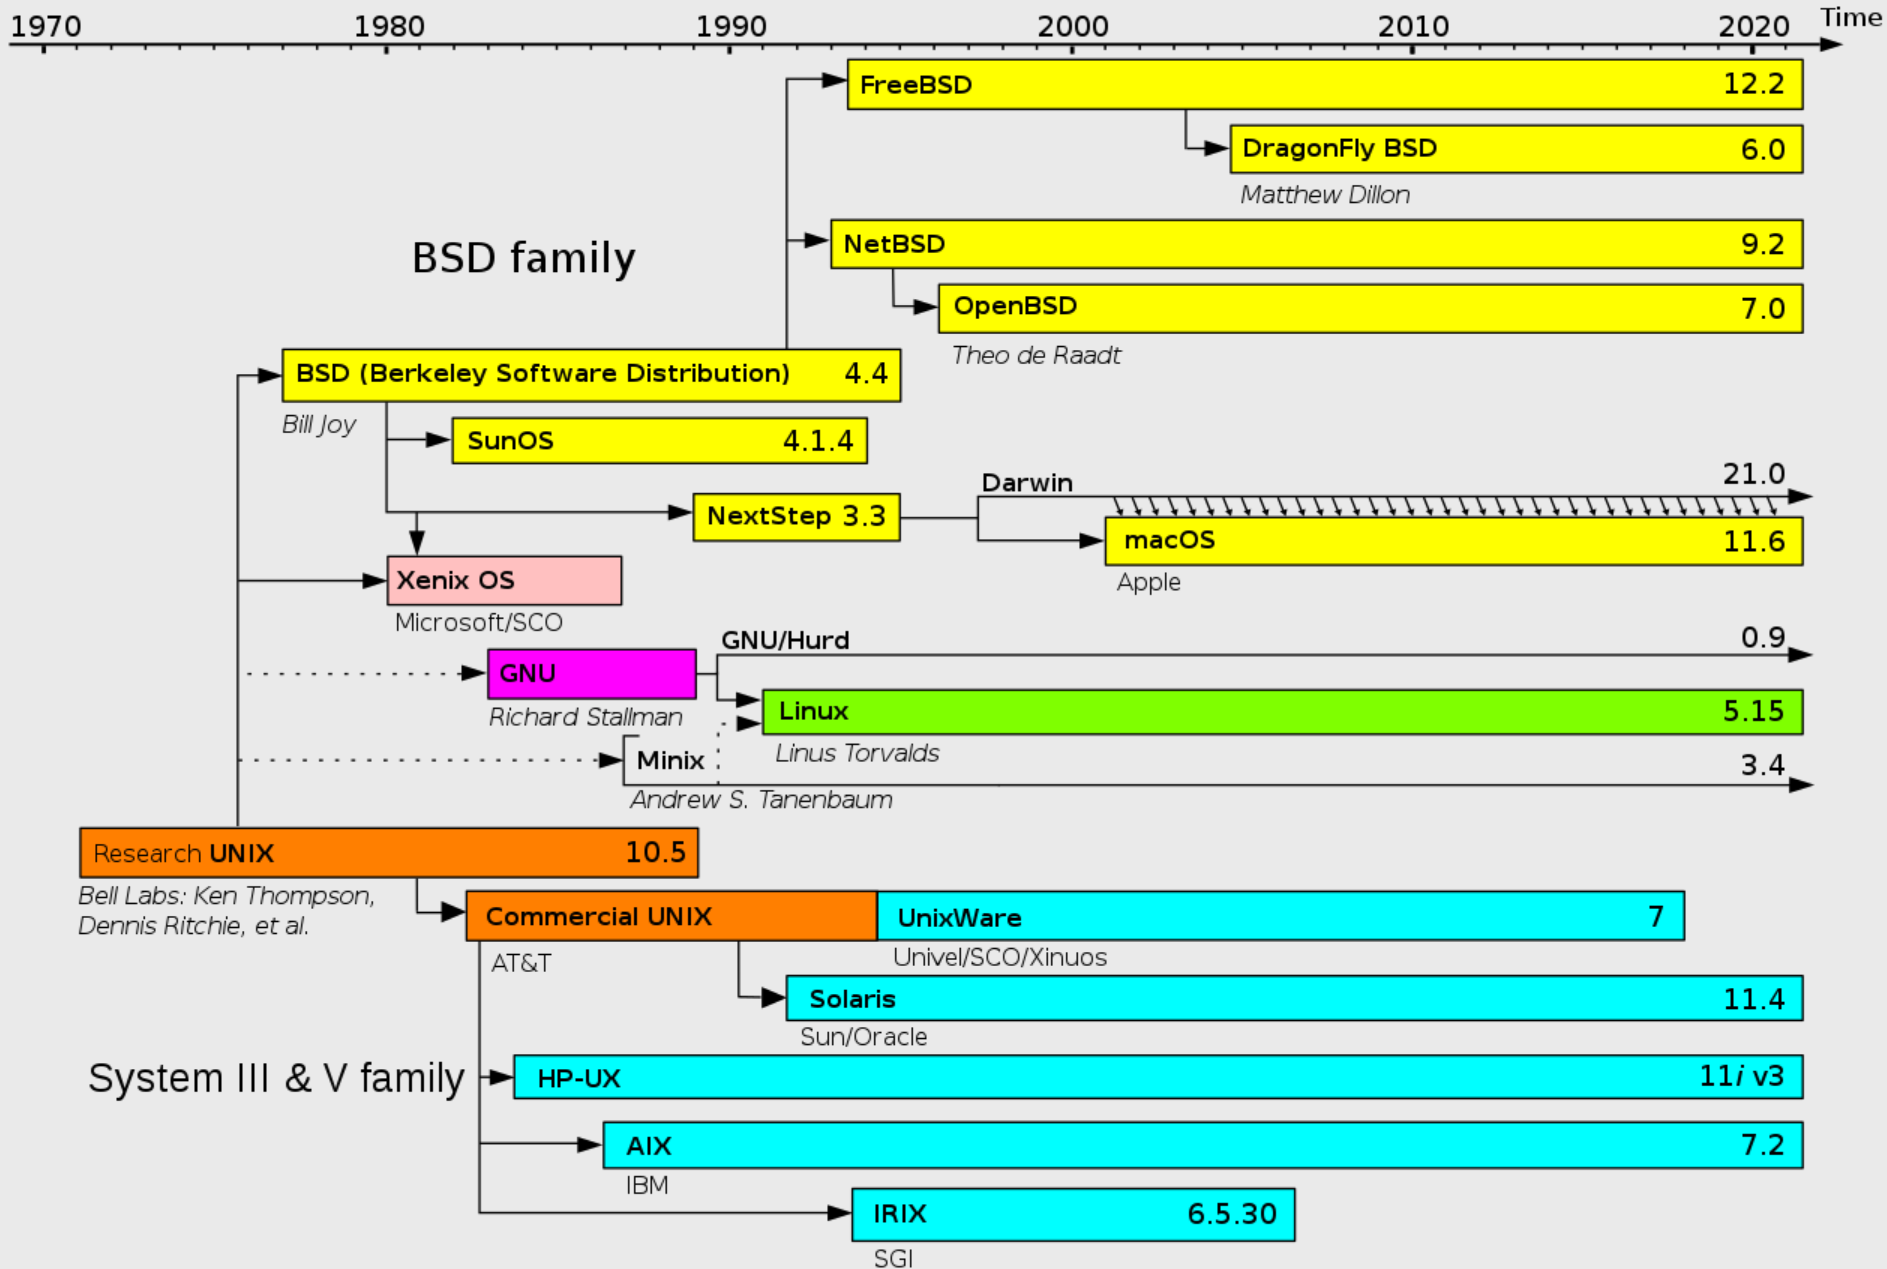 1970 1980 1990 2000 2010 2020 Time
FreeBSD 12.2
DragonFly BSD 6.0
Matthew Dillon
NetBSD 9.2
BSD family
OpenBSD 7.0
Theo de Raadt
BSD (Berkeley Software Distribution) 4.4
Bill Joy
SunOS 4.1.4
Darwin 21.0
NextStep 3.3
macOS 11.6
Apple
Xenix OS
Microsoft/SCO
GNU/Hurd 0.9
GNU
Richard Stallman
Linux 5.15
Linus Torvalds
Minix 3.4
Andrew S. Tanenbaum
Research UNIX 10.5
Bell Labs: Ken Thompson,
Dennis Ritchie, et al.
Commercial UNIX UnixWare 7
AT&T Univel/SCO/Xinuos
Solaris 11.4
Sun/Oracle
System III & V family
HP-UX 11i v3
AIX 7.2
IBM
IRIX 6.5.30
SGI